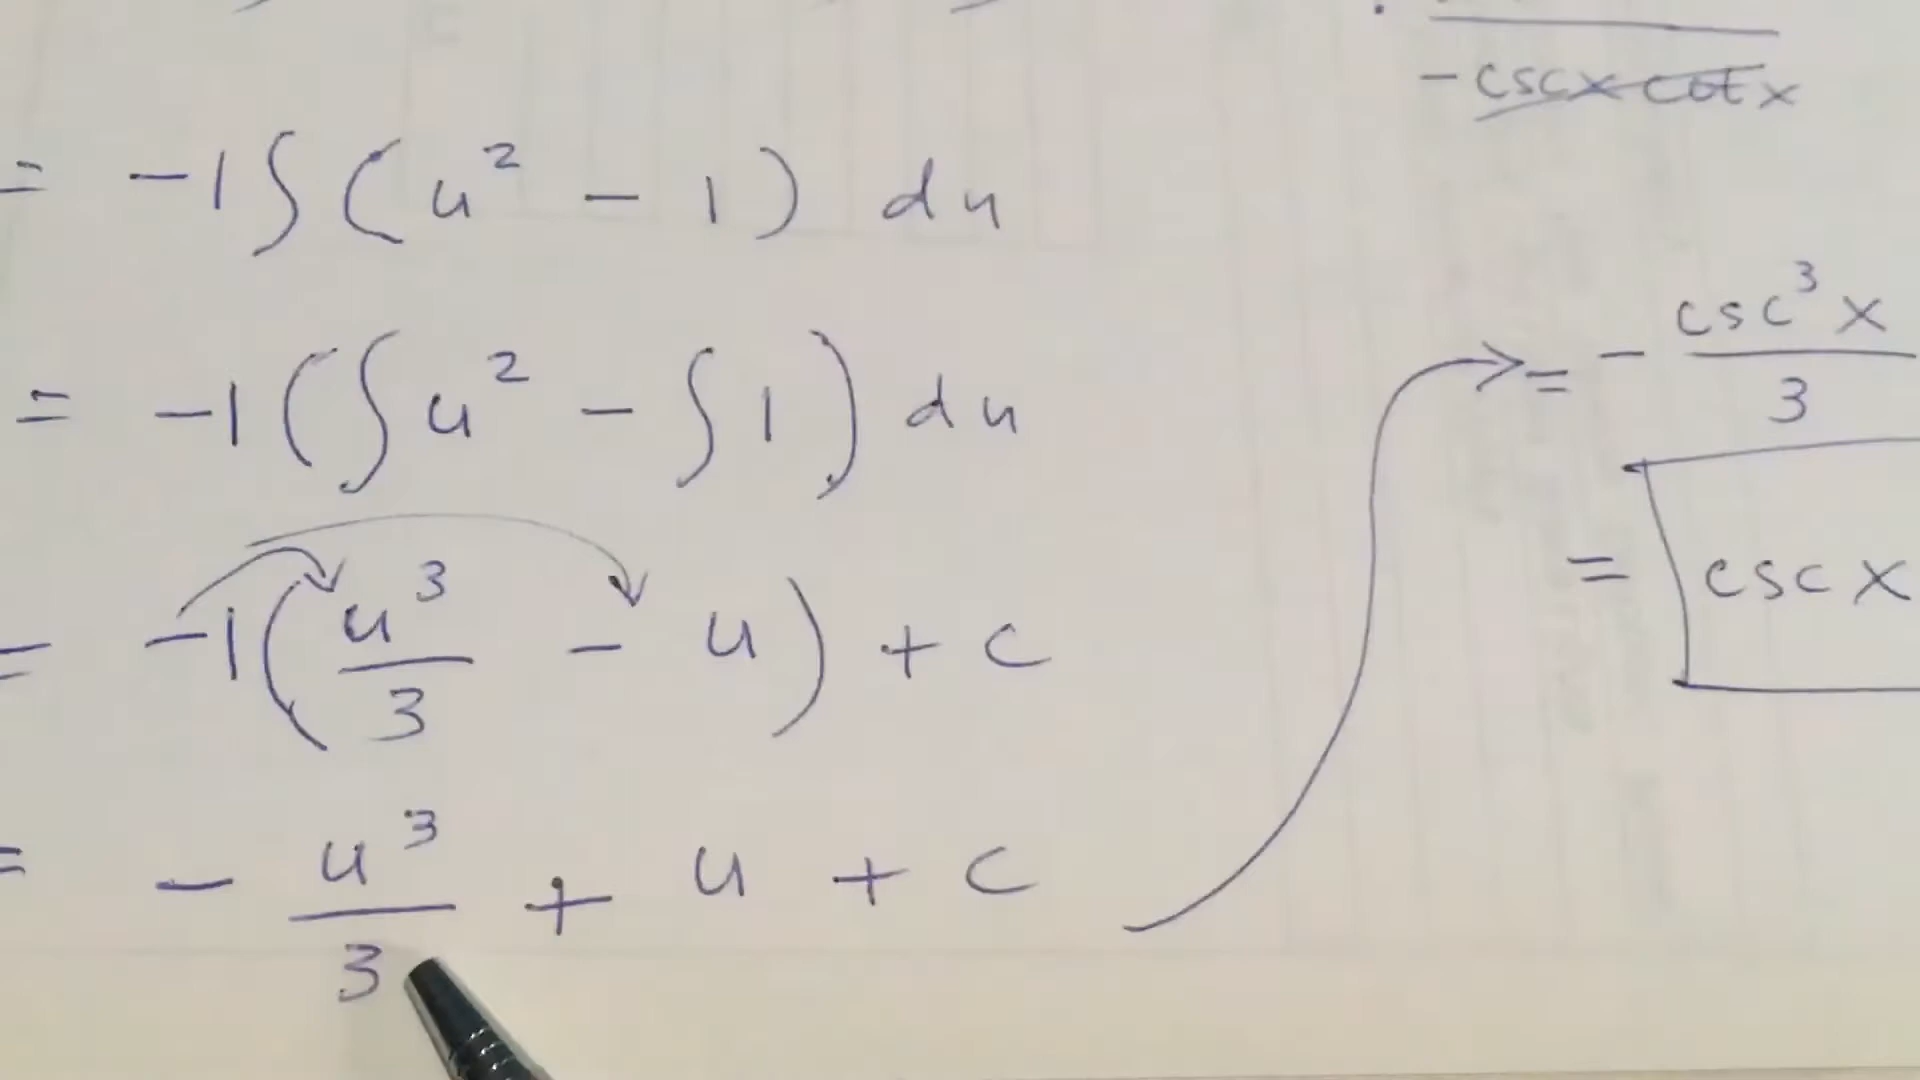 = -1∫(u² - 1) du
= -1(∫u² - ∫1) du
= -1(u³/3 - u) + c
= - u³/3 + u + c
-cscx cotx
= - csc³x/3
= cscx